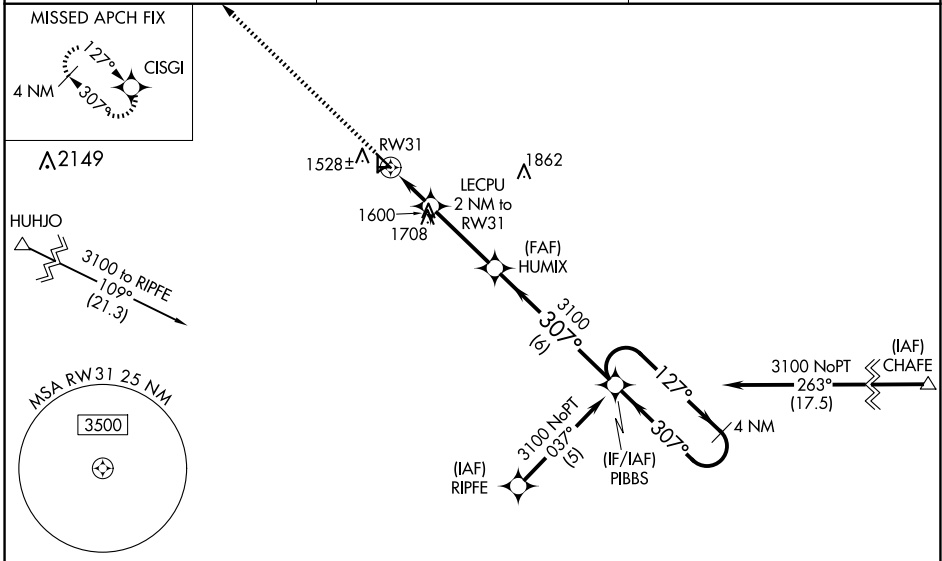 MISSED APCH FIX
127°
CISGI
4 NM
307°
2149
RW31
1528±
1862
LECPU
2 NM to
RW31
1600
1708
HUHJO
3100 to RIPFE
109°
(21.3)
(FAF)
HUMIX
3100
307°
(6)
MSA RW31 25 NM
3500
3100 NoPT
263°
(17.5)
(IAF)
CHAFE
127°
307°
4 NM
3100 NoPT
037°
(5)
(IF/IAF)
PIBBS
(IAF)
RIPFE